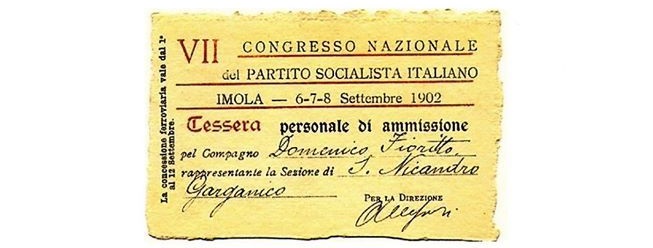 La concessione ferroviaria vale dal 1º
al 12 Settembre.
VII CONGRESSO NAZIONALE
del PARTITO SOCIALISTA ITALIANO
IMOLA — 6-7-8 Settembre 1902
Tessera personale di ammissione
pel Compagno Domenico Fioritto
rappresentante la Sezione di S. Nicandro
Garganico
PER LA DIREZIONE